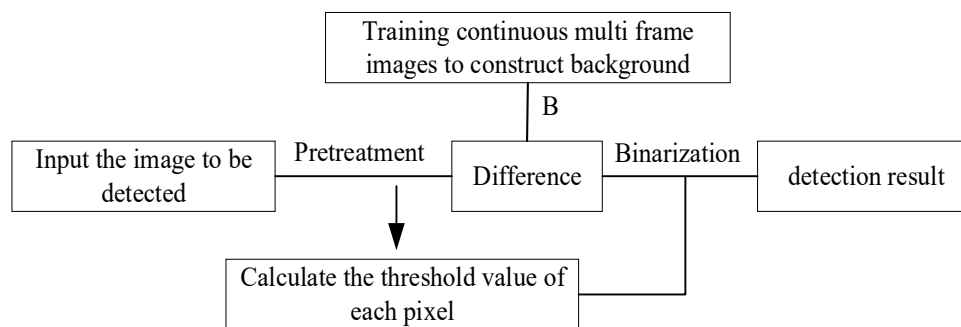 Training continuous multi frame
images to construct background
B
Input the image to be
detected
Pretreatment
Difference
Binarization
detection result
Calculate the threshold value of
each pixel